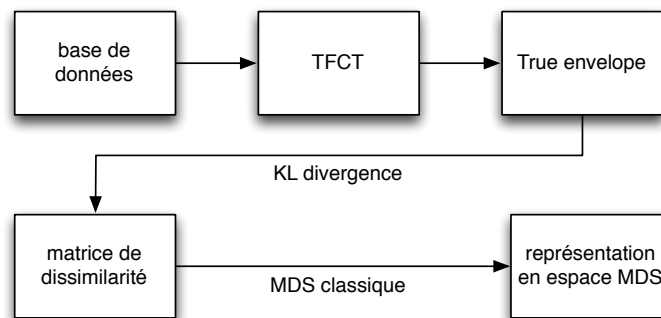 base de
données
TFCT
True envelope
KL divergence
matrice de
dissimilarité
MDS classique
représentation
en espace MDS